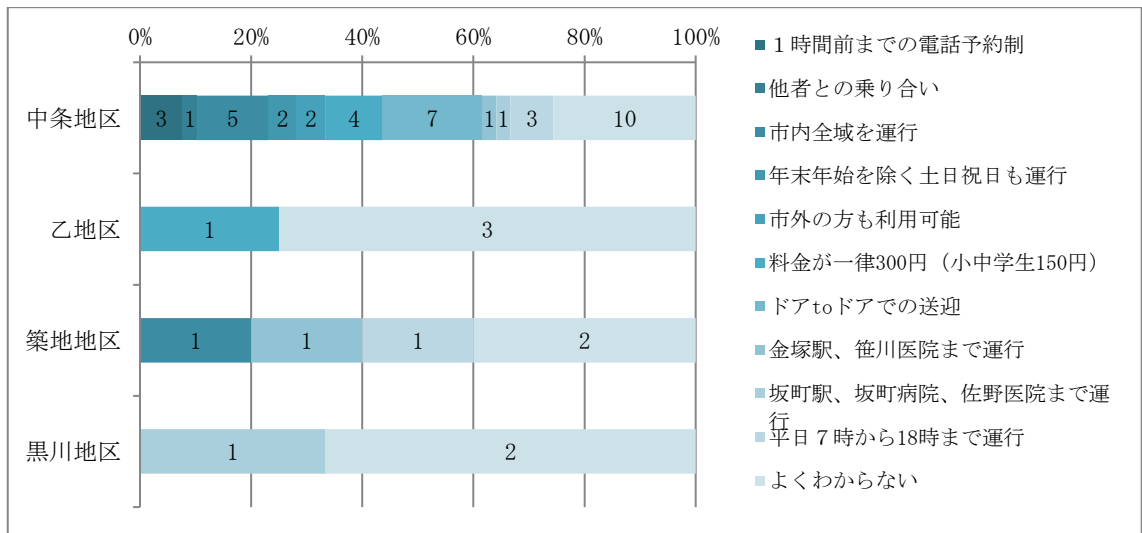 0% 20% 40% 60% 80% 100%
中条地区 3 1 5 2 2 4 7 1 1 3 10
乙地区 1 3
築地地区 1 1 1 2
黒川地区 1 2
１時間前までの電話予約制
他者との乗り合い
市内全域を運行
年末年始を除く土日祝日も運行
市外の方も利用可能
料金が一律300円（小中学生150円）
ドアtoドアでの送迎
金塚駅、笹川医院まで運行
坂町駅、坂町病院、佐野医院まで運
行
平日７時から18時まで運行
よくわからない